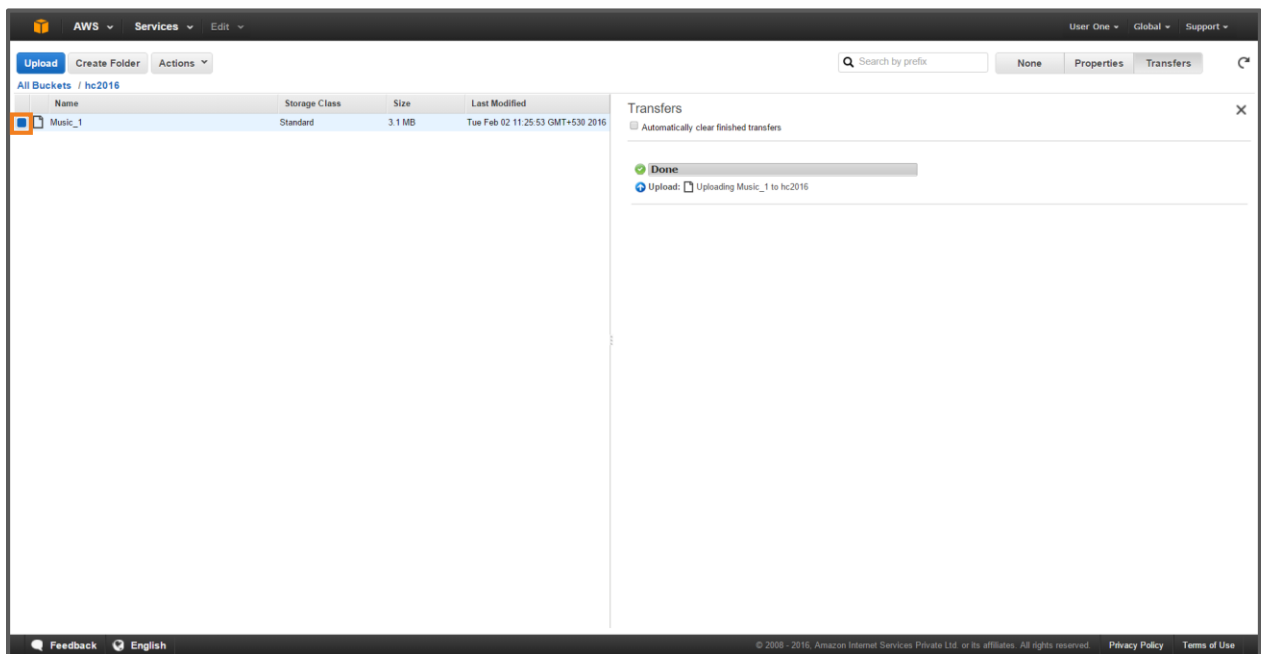 AWS Services Edit User One Global Support
Upload Create Folder Actions Search by prefix None Properties Transfers
All Buckets / hc2016
Name Storage Class Size Last Modified
Music_1 Standard 3.1 MB Tue Feb 02 11:25:53 GMT+530 2016
Transfers
Automatically clear finished transfers
Done
Upload: Uploading Music_1 to hc2016
Feedback English © 2008 - 2016, Amazon Internet Services Private Ltd. or its affiliates. All rights reserved. Privacy Policy Terms of Use